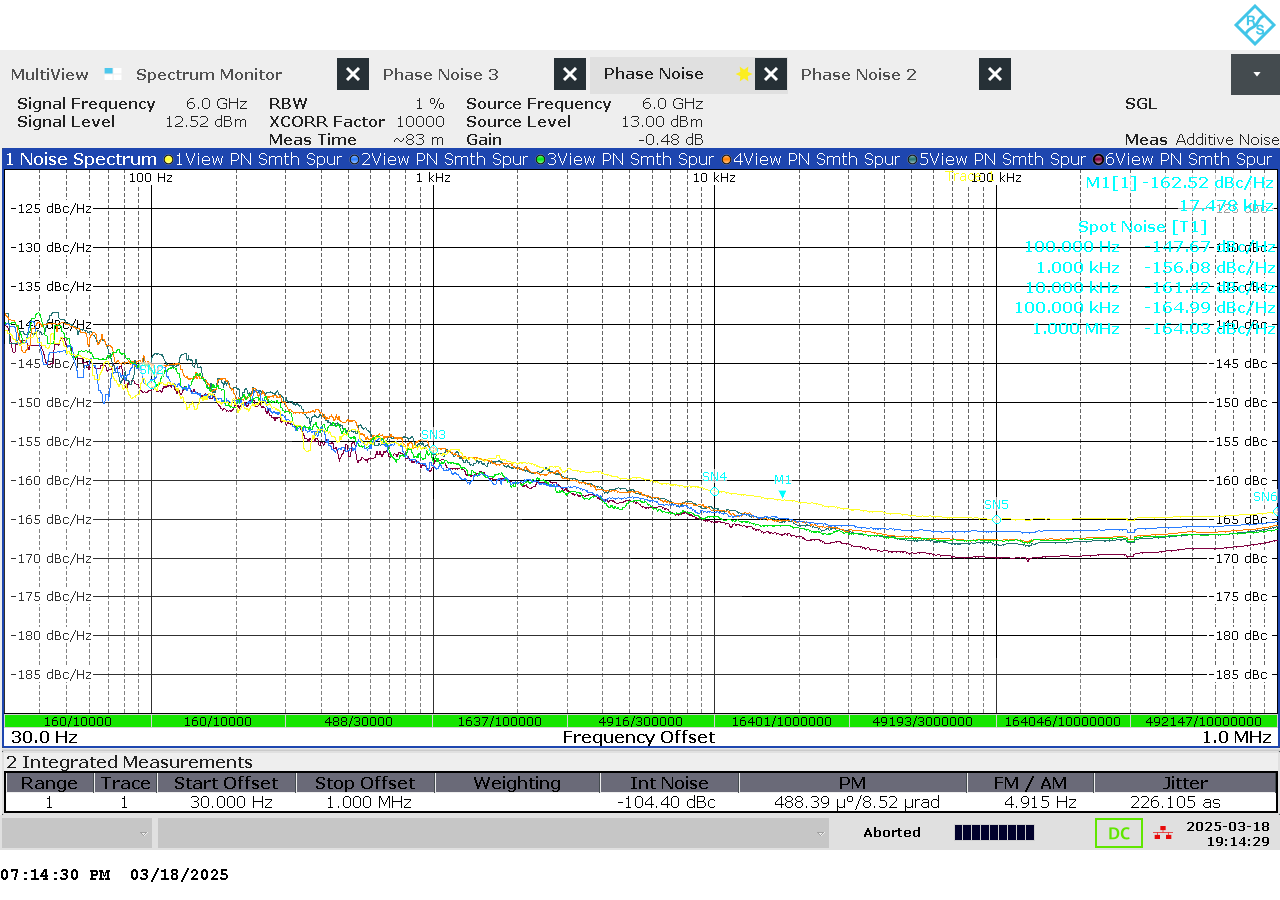 R&S
MultiView Spectrum Monitor Phase Noise 3 Phase Noise Phase Noise 2
Signal Frequency 6.0 GHz RBW 1 % Source Frequency 6.0 GHz SGL
Signal Level 12.52 dBm XCORR Factor 10000 Source Level 13.00 dBm
Meas Time ~83 m Gain -0.48 dB Meas Additive Noise
1 Noise Spectrum 1View PN Smth Spur 2View PN Smth Spur 3View PN Smth Spur 4View PN Smth Spur 5View PN Smth Spur 6View PN Smth Spur
100 Hz 1 kHz 10 kHz 100 kHz
M1[1] -162.52 dBc/Hz
17.478 kHz
-125 dBc/Hz
Spot Noise [T1]
-130 dBc/Hz 100.000 Hz -147.67 dBc/Hz
1.000 kHz -156.08 dBc/Hz
-135 dBc/Hz 10.000 kHz -161.42 dBc/Hz
100.000 kHz -164.99 dBc/Hz
-140 dBc/Hz -140 dBc
1.000 MHz -164.03 dBc/Hz
-145 dBc/Hz -145 dBc
SN2
-150 dBc/Hz -150 dBc
SN3
-155 dBc/Hz -155 dBc
SN4 M1
-160 dBc/Hz -160 dBc
SN5 SN6
-165 dBc/Hz -165 dBc
-170 dBc/Hz -170 dBc
-175 dBc/Hz -175 dBc
-180 dBc/Hz -180 dBc
-185 dBc/Hz -185 dBc
160/10000 160/10000 488/30000 1637/100000 4916/300000 16401/1000000 49193/3000000 164046/10000000 492147/10000000
30.0 Hz Frequency Offset 1.0 MHz
2 Integrated Measurements
Range Trace Start Offset Stop Offset Weighting Int Noise PM FM / AM Jitter
1 1 30.000 Hz 1.000 MHz -104.40 dBc 488.39 µ°/8.52 µrad 4.915 Hz 226.105 as
Aborted DC 2025-03-18
19:14:29
07:14:30 PM 03/18/2025